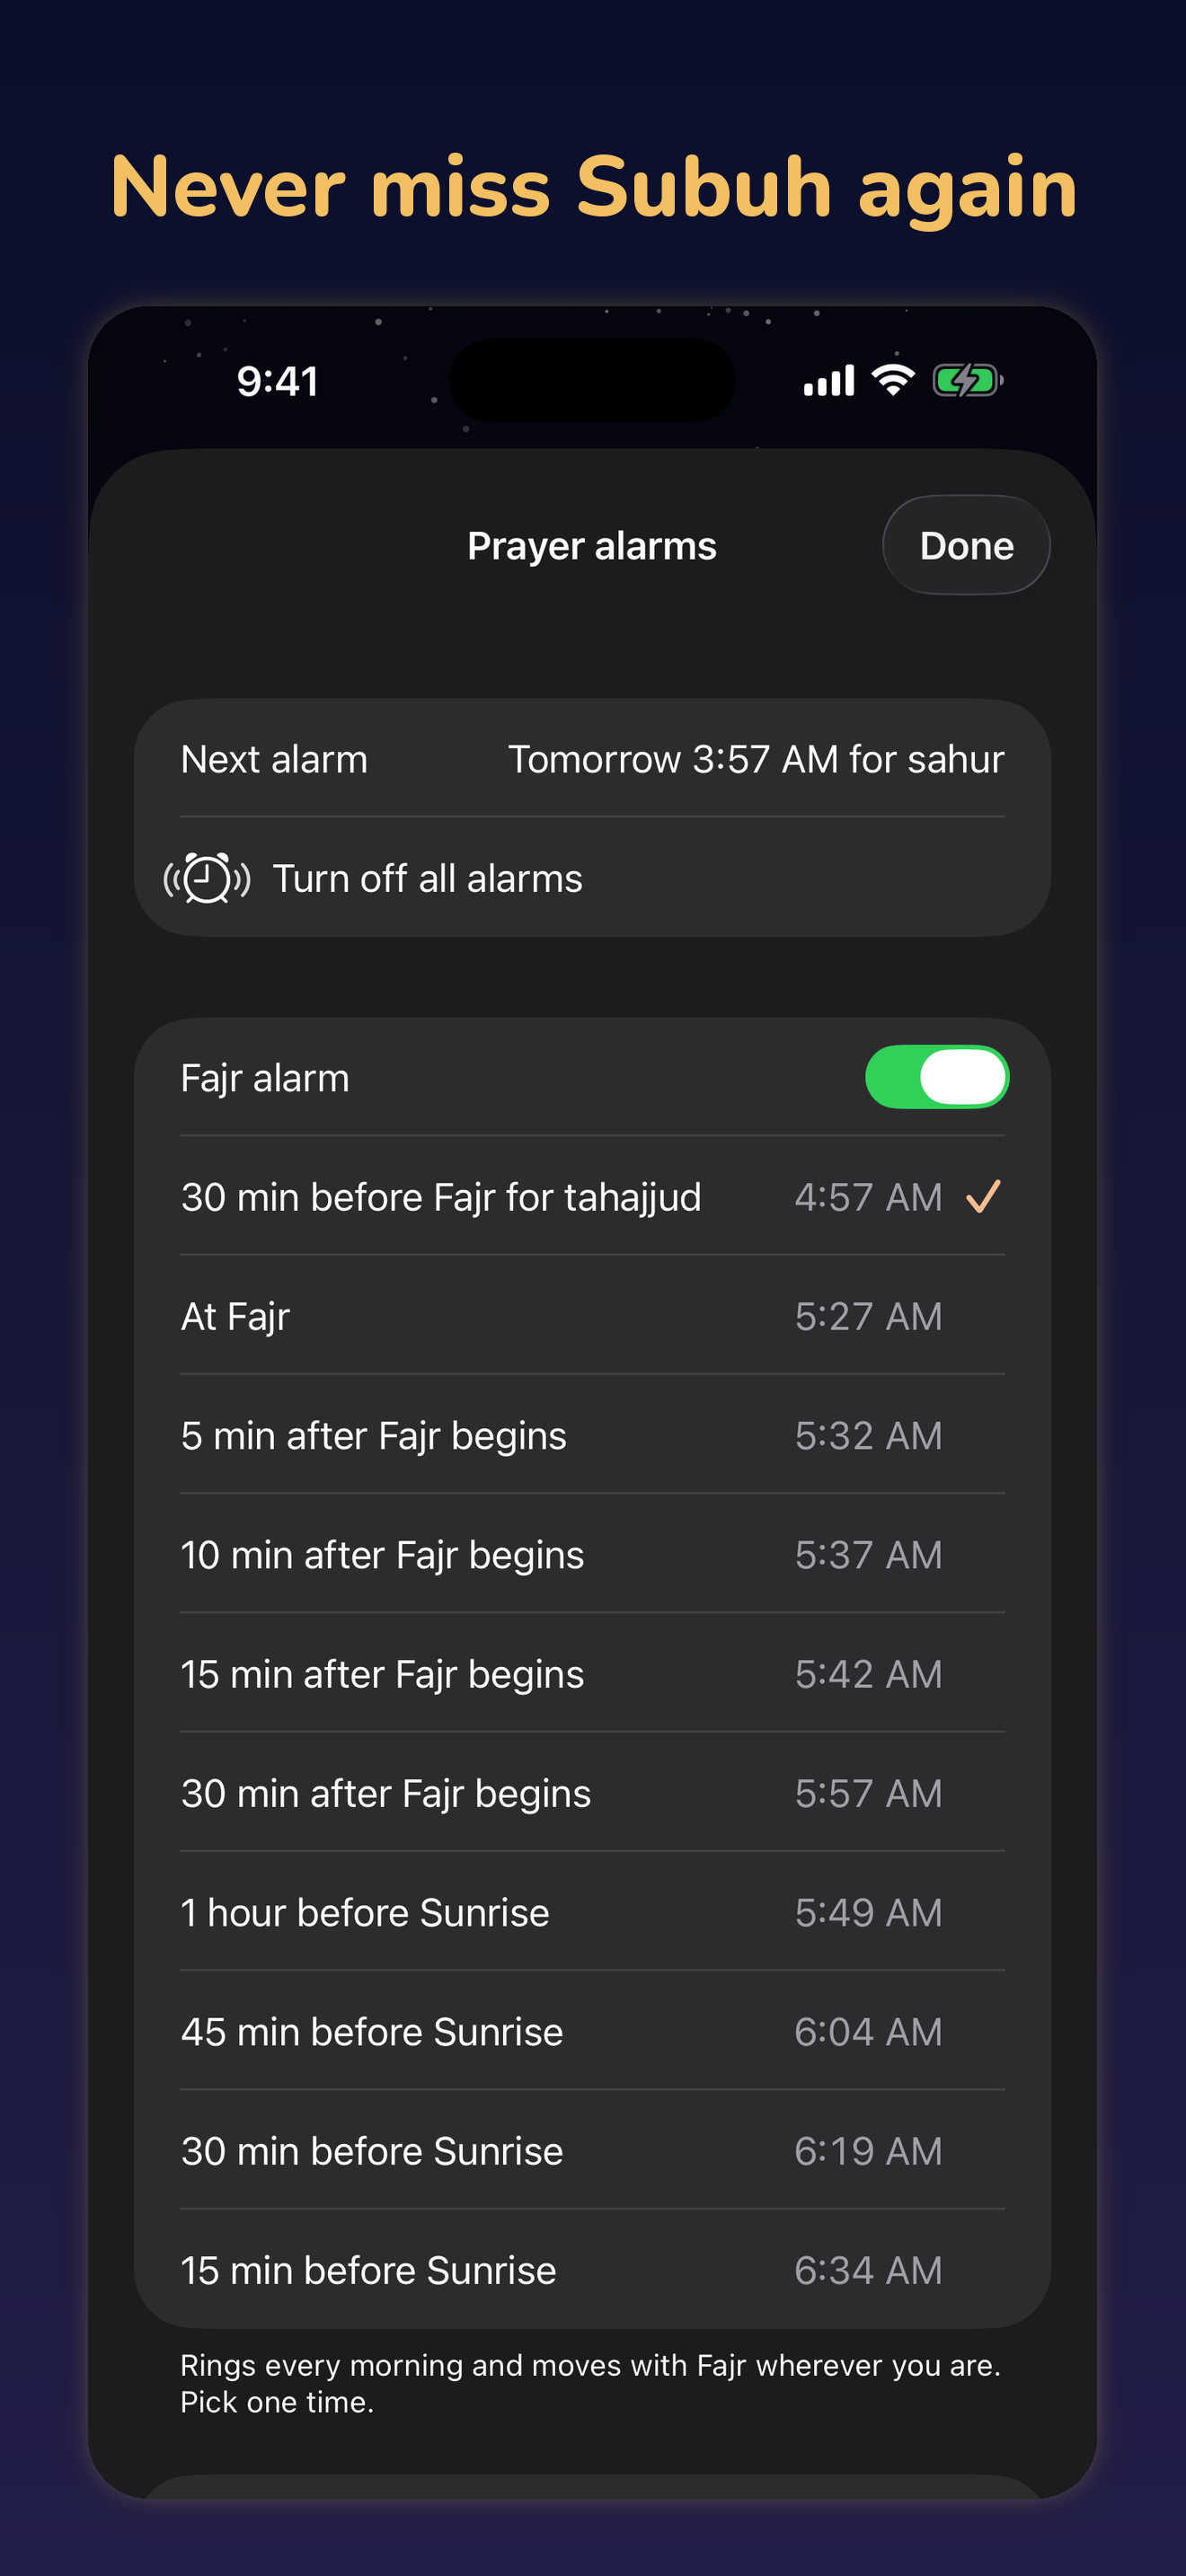 Never miss Subuh again
9:41
Prayer alarms
Done
Next alarm Tomorrow 3:57 AM for sahur
Turn off all alarms
Fajr alarm
30 min before Fajr for tahajjud 4:57 AM
At Fajr 5:27 AM
5 min after Fajr begins 5:32 AM
10 min after Fajr begins 5:37 AM
15 min after Fajr begins 5:42 AM
30 min after Fajr begins 5:57 AM
1 hour before Sunrise 5:49 AM
45 min before Sunrise 6:04 AM
30 min before Sunrise 6:19 AM
15 min before Sunrise 6:34 AM
Rings every morning and moves with Fajr wherever you are.
Pick one time.